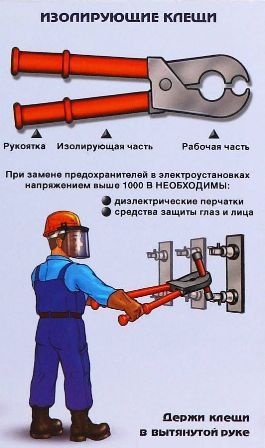 ИЗОЛИРУЮЩИЕ КЛЕЩИ
Рукоятка Изолирующая часть Рабочая часть
При замене предохранителей в электроустановках
напряжением выше 1000 В НЕОБХОДИМЫ:
диэлектрические перчатки
средства защиты глаз и лица
Держи клещи
в вытянутой руке